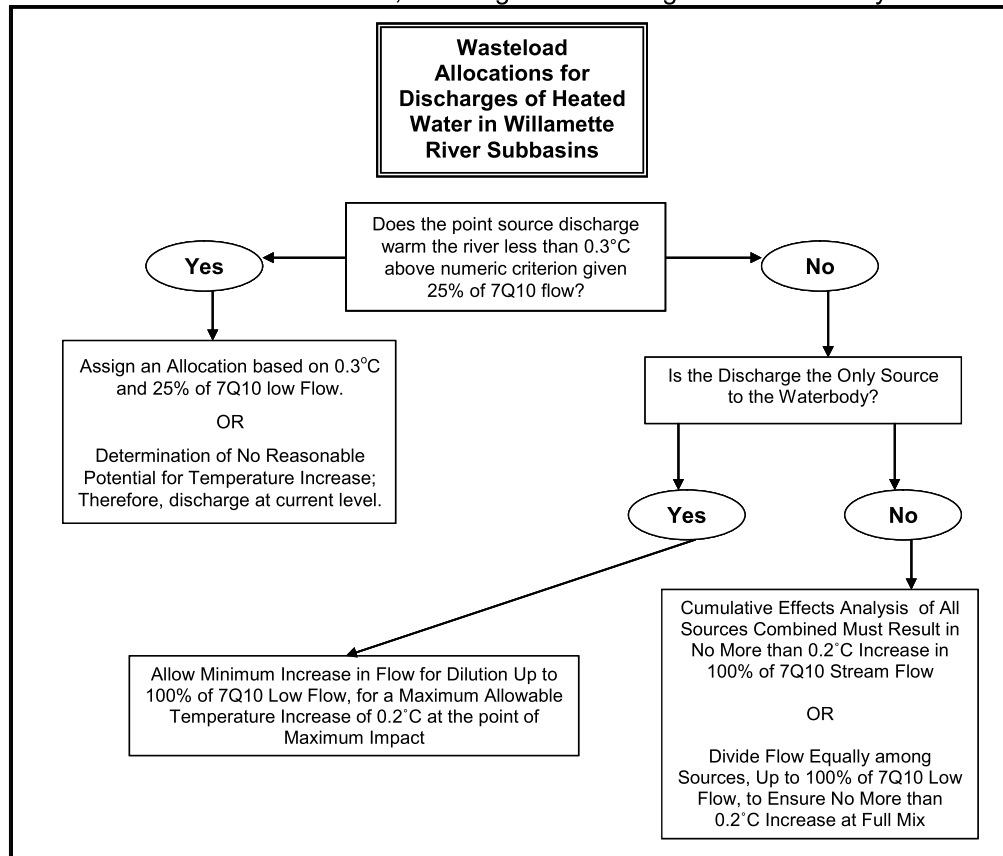 Wasteload
Allocations for
Discharges of Heated
Water in Willamette
River Subbasins
Does the point source discharge
warm the river less than 0.3°C
above numeric criterion given
25% of 7Q10 flow?
Yes
No
Assign an Allocation based on 0.3°C
and 25% of 7Q10 low Flow.
OR
Determination of No Reasonable
Potential for Temperature Increase;
Therefore, discharge at current level.
Is the Discharge the Only Source
to the Waterbody?
Yes
No
Allow Minimum Increase in Flow for Dilution Up to
100% of 7Q10 Low Flow, for a Maximum Allowable
Temperature Increase of 0.2˚C at the point of
Maximum Impact
Cumulative Effects Analysis of All
Sources Combined Must Result in
No More than 0.2˚C Increase in
100% of 7Q10 Stream Flow
OR
Divide Flow Equally among
Sources, Up to 100% of 7Q10 Low
Flow, to Ensure No More than
0.2˚C Increase at Full Mix